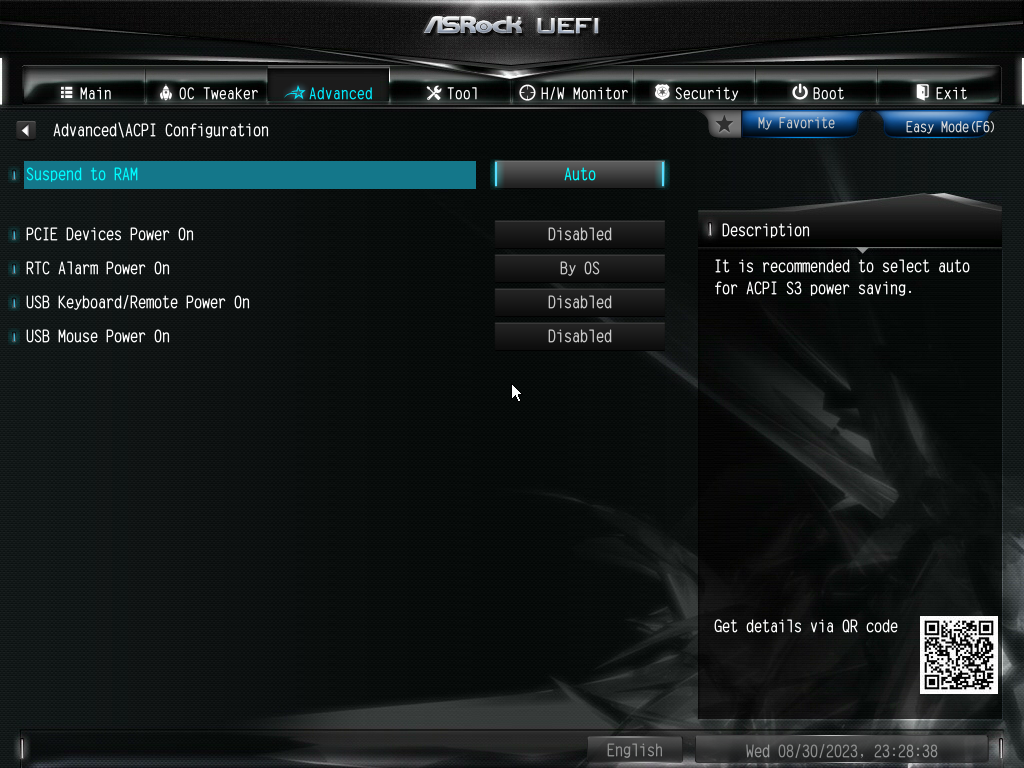 ASRock UEFI
Main OC Tweaker Advanced Tool H/W Monitor Security Boot Exit
Advanced\ACPI Configuration
My Favorite Easy Mode(F6)
Suspend to RAM Auto
PCIE Devices Power On Disabled
RTC Alarm Power On By OS
USB Keyboard/Remote Power On Disabled
USB Mouse Power On Disabled
Description
It is recommended to select auto
for ACPI S3 power saving.
Get details via QR code
English Wed 08/30/2023. 23:28:38